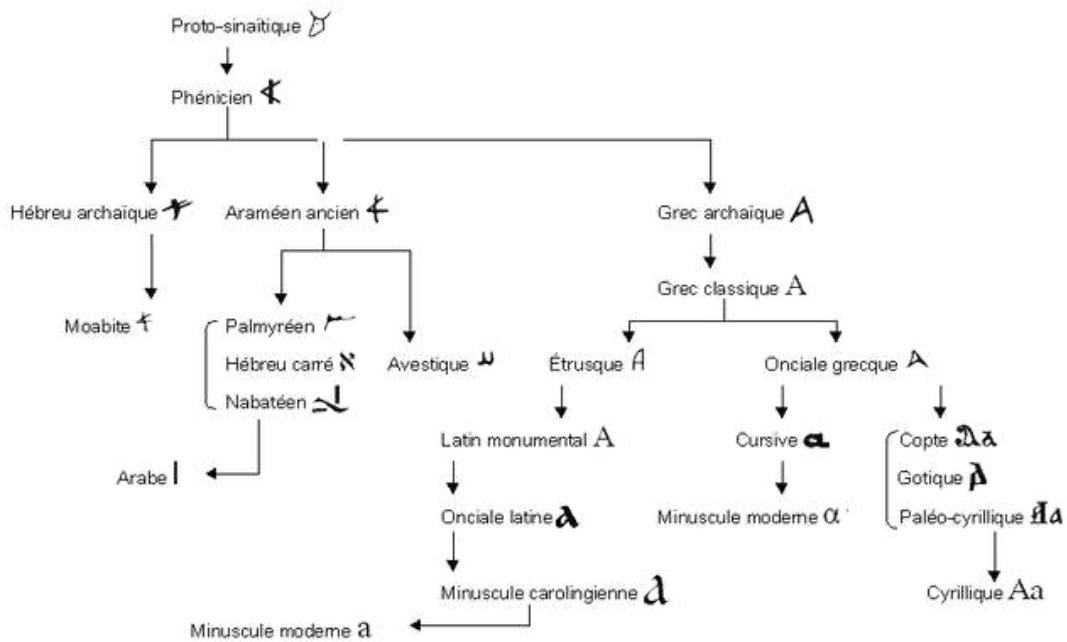 Proto-sinaïtique
Phénicien
Hébreu archaïque Araméen ancien Grec archaïque A
Grec classique A
Moabite Palmyréen
Hébreu carré א Avestique Étrusque A Onciale grecque A
Nabatéen
Latin monumental A Cursive a Copte
Arabe ا Gotique
Onciale latine a Minuscule moderne α Paléo-cyrillique
Minuscule carolingienne a Cyrillique Aa
Minuscule moderne a